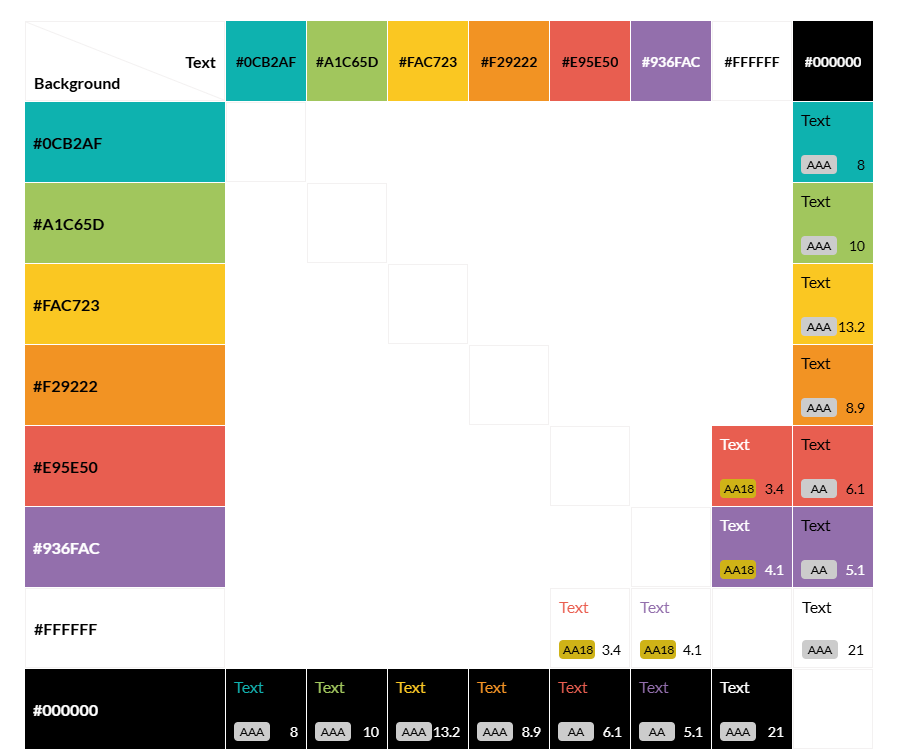 Text #0CB2AF #A1C65D #FAC723 #F29222 #E95E50 #936FAC #FFFFFF #000000
Background
Text
#0CB2AF
AAA 8
Text
#A1C65D
AAA 10
Text
#FAC723
AAA 13.2
Text
#F29222
AAA 8.9
Text Text
#E95E50
AA18 3.4 AA 6.1
Text Text
#936FAC
AA18 4.1 AA 5.1
Text Text Text
#FFFFFF
AA18 3.4 AA18 4.1 AAA 21
Text Text Text Text Text Text Text
#000000
AAA 8 AAA 10 AAA 13.2 AAA 8.9 AA 6.1 AA 5.1 AAA 21